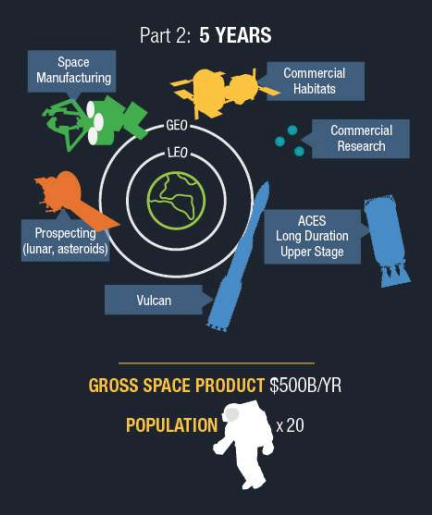 Part 2: 5 YEARS
Space
Manufacturing
Commercial
Habitats
GEO
Commercial
Research
LEO
Prospecting
(lunar, asteroids)
ACES
Long Duration
Upper Stage
Vulcan
GROSS SPACE PRODUCT $500B/YR
POPULATION x 20